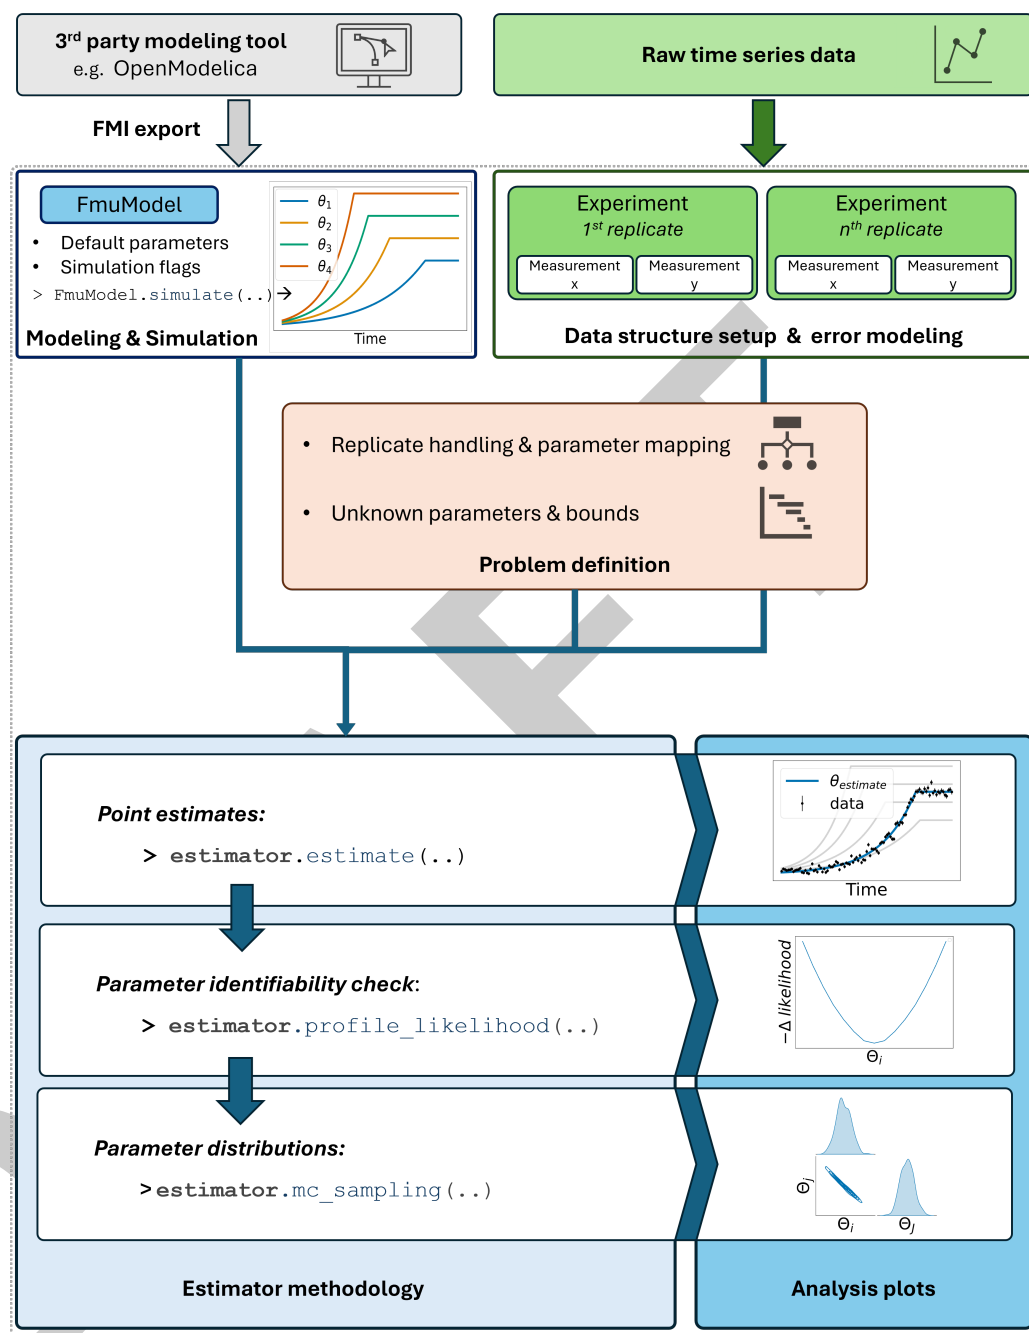 3rd party modeling tool
e.g. OpenModelica
Raw time series data
FMI export
FmuModel
• Default parameters
• Simulation flags
> FmuModel.simulate(..)→
Modeling & Simulation
θ1
θ2
θ3
θ4
Time
Experiment
1st replicate
Measurement
x
Measurement
y
Experiment
nth replicate
Measurement
x
Measurement
y
Data structure setup & error modeling
• Replicate handling & parameter mapping
• Unknown parameters & bounds
Problem definition
Point estimates:
> estimator.estimate(..)
θestimate
data
Time
Parameter identifiability check:
> estimator.profile_likelihood(..)
−Δ likelihood
Θi
Parameter distributions:
>estimator.mc_sampling(..)
Θj
Θi
ΘJ
Estimator methodology
Analysis plots